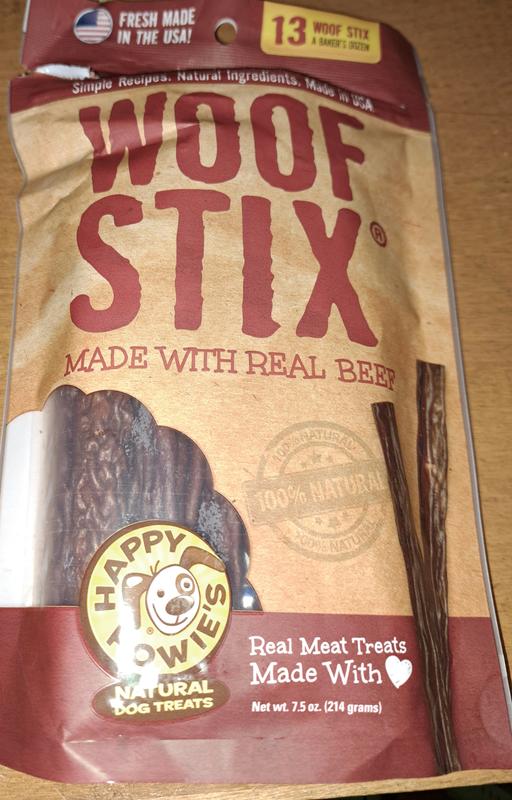 FRESH MADE
IN THE USA!
13 WOOF STIX
A BAKER'S DOZEN
Simple Recipes. Natural Ingredients. Made in USA.
WOOF
STIX®
MADE WITH REAL BEEF
100% NATURAL
100% NATURAL
100% NATURAL
HAPPY
HOWIE'S
NATURAL
DOG TREATS
Real Meat Treats
Made With
Net wt. 7.5 oz. (214 grams)